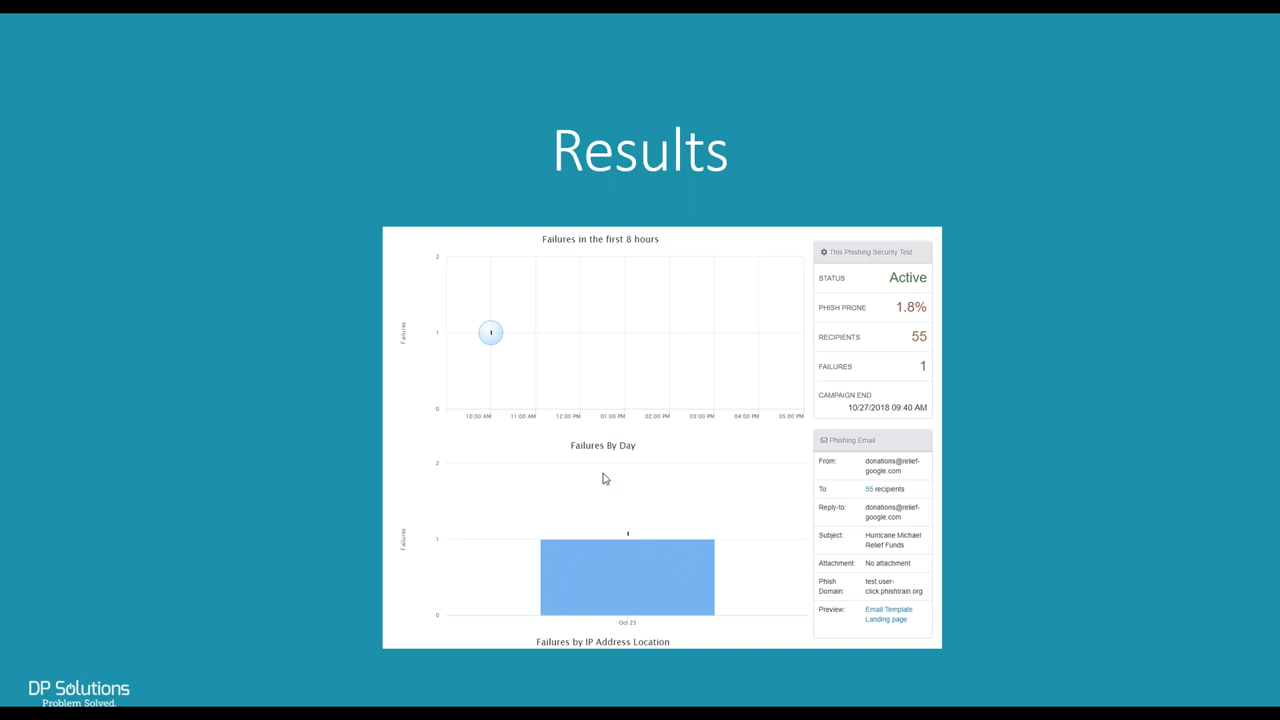 Results
Failures in the first 8 hours
2
1
0
Failures
1
10:00 AM 11:00 AM 12:00 PM 01:00 PM 02:00 PM 03:00 PM 04:00 PM 05:00 PM
Failures By Day
2
1
0
Failures
1
Oct 25
Failures by IP Address Location
This Phishing Security Test
STATUS Active
PHISH PRONE 1.8%
RECIPIENTS 55
FAILURES 1
CAMPAIGN END
10/27/2018 09:40 AM
Phishing Email
From: donations@relief-
google.com
To: 55 recipients
Reply-to: donations@relief-
google.com
Subject: Hurricane Michael
Relief Funds
Attachment: No attachment
Phish test.user-
Domain: click.phishtrain.org
Preview: Email Template
Landing page
DP Solutions
Problem Solved.